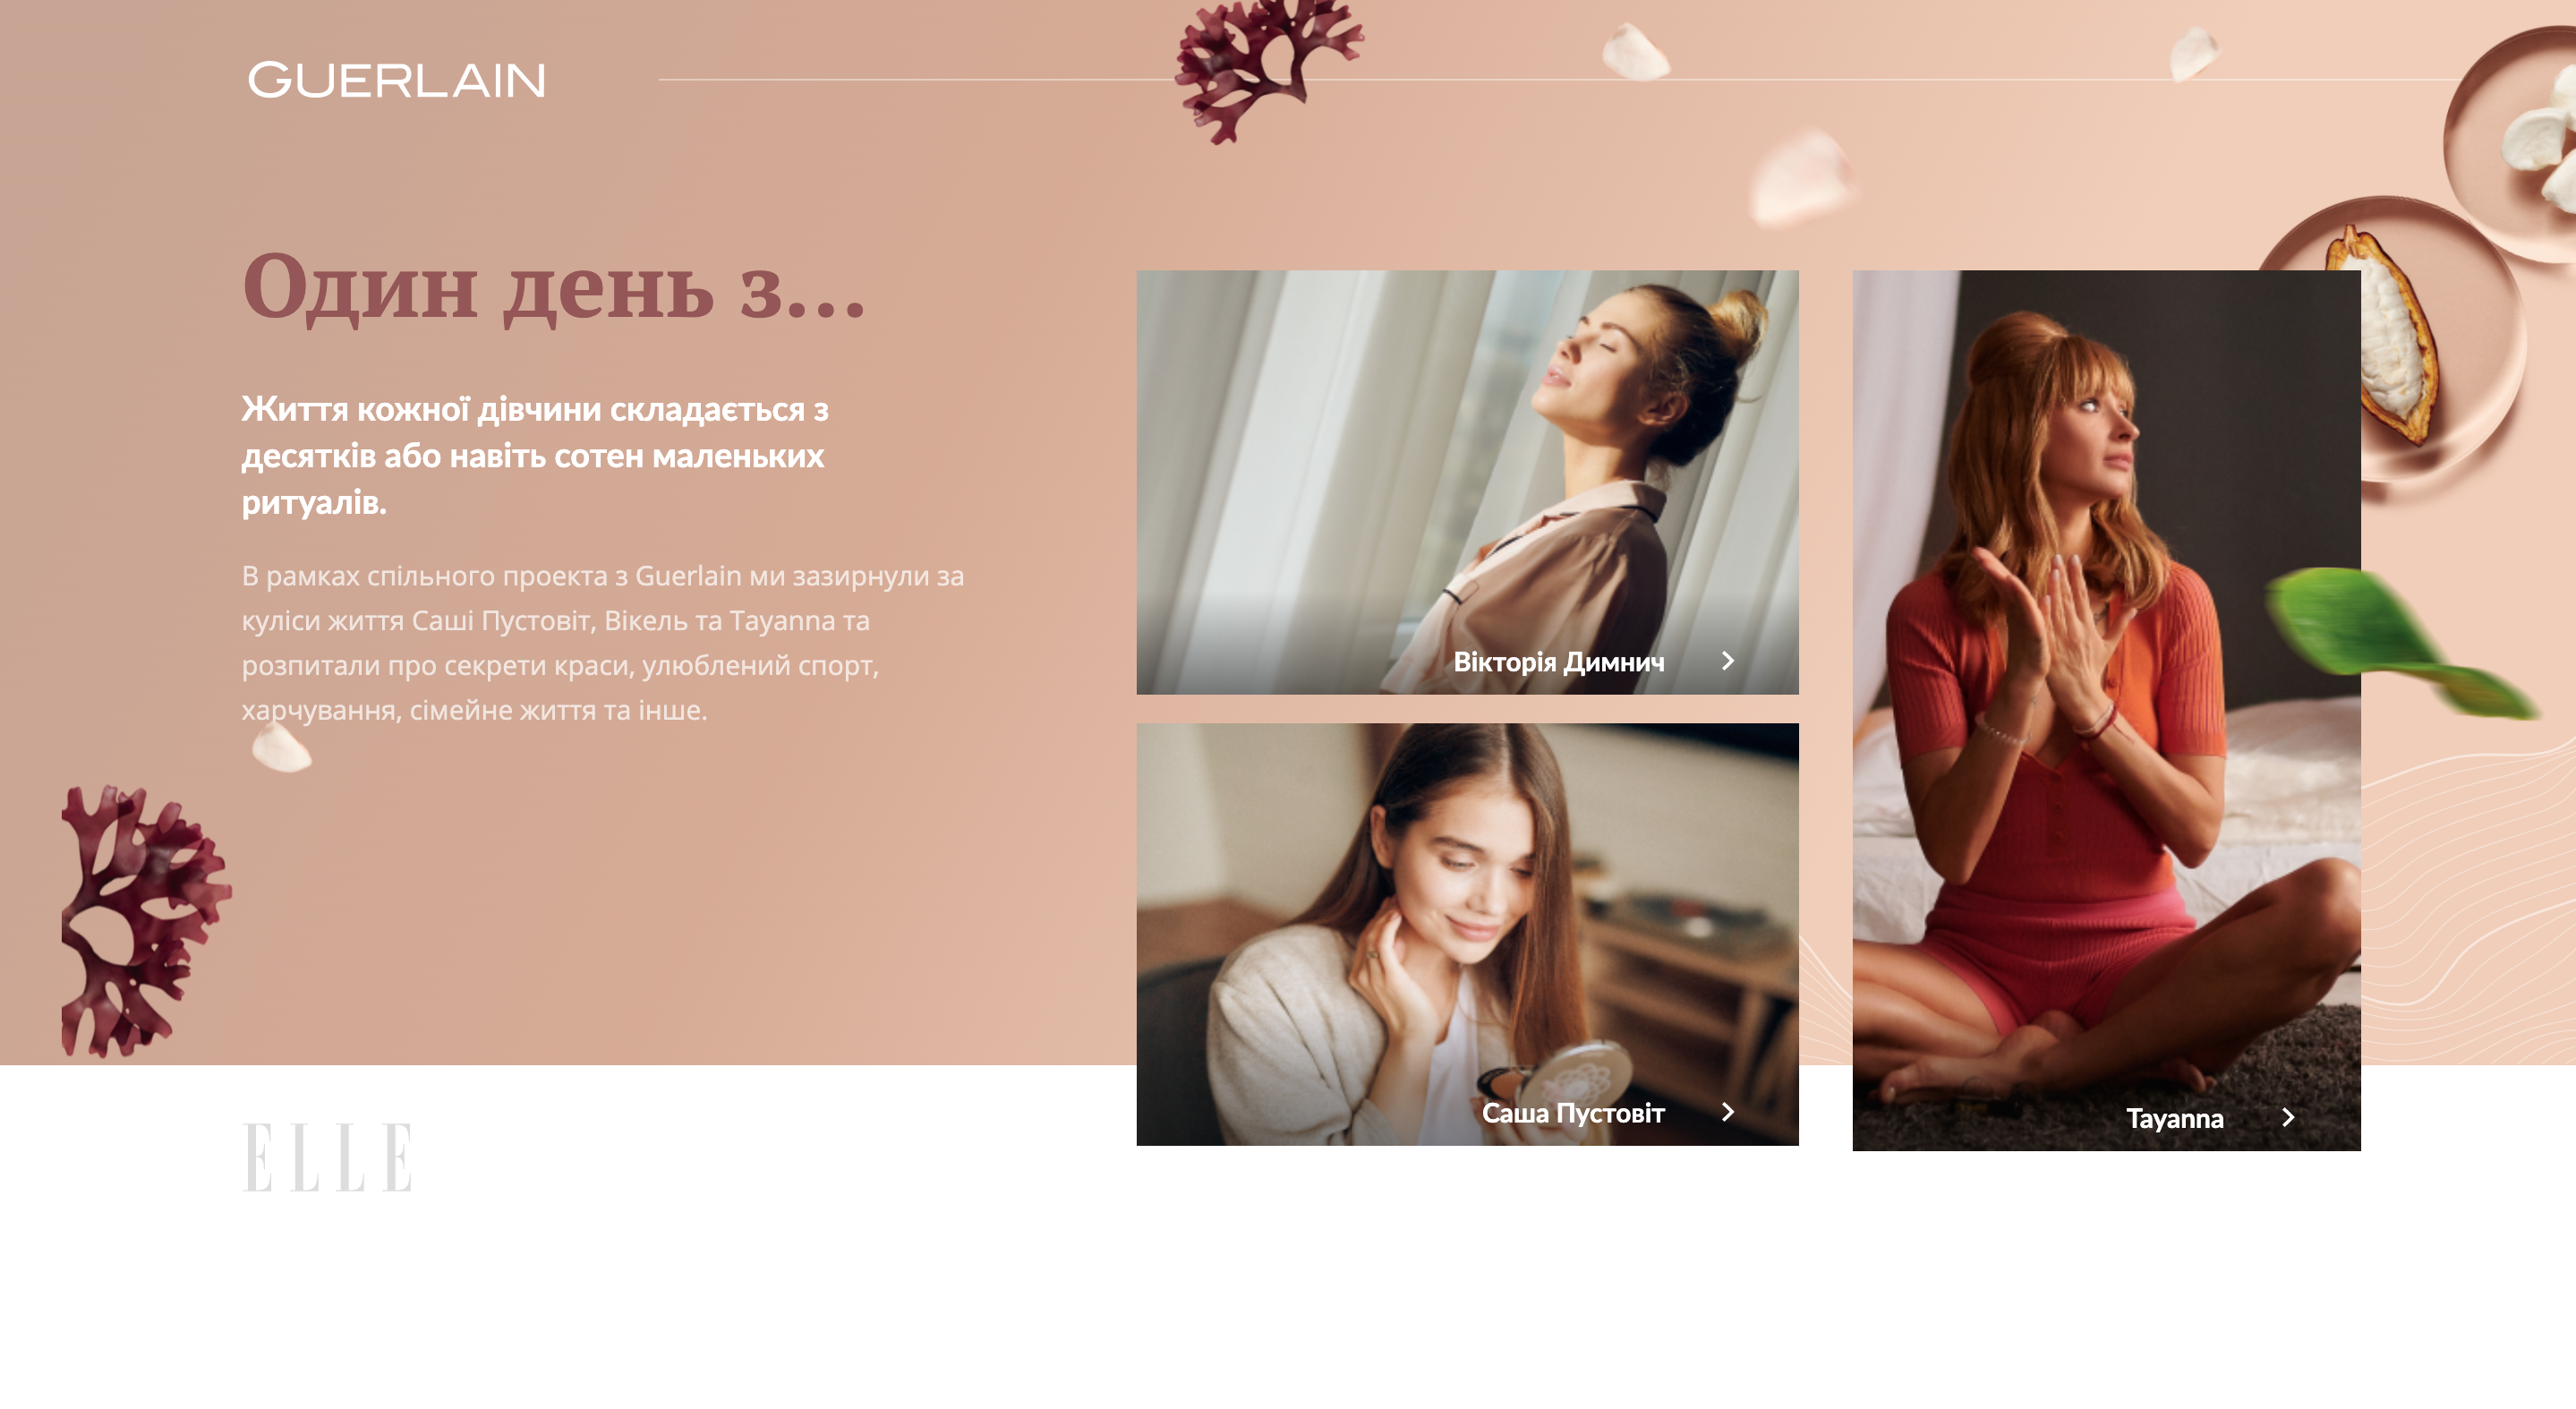 GUERLAIN
Один день з...
Життя кожної дівчини складається з
десятків або навіть сотен маленьких
ритуалів.
В рамках спільного проекта з Guerlain ми зазирнули за
куліси життя Саші Пустовіт, Вікель та Tayanna та
розпитали про секрети краси, улюблений спорт,
харчування, сімейне життя та інше.
Вікторія Димнич
Саша Пустовіт
Tayanna
ELLE